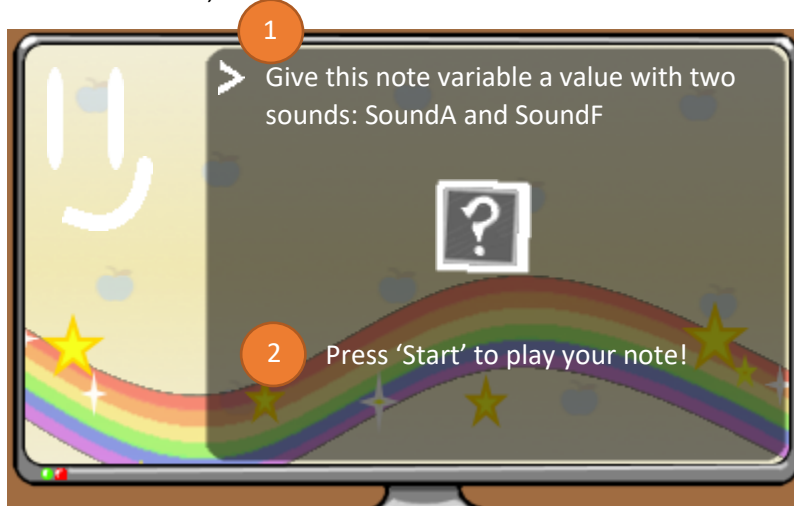 1
> Give this note variable a value with two
sounds: SoundA and SoundF
?
2 Press ‘Start’ to play your note!